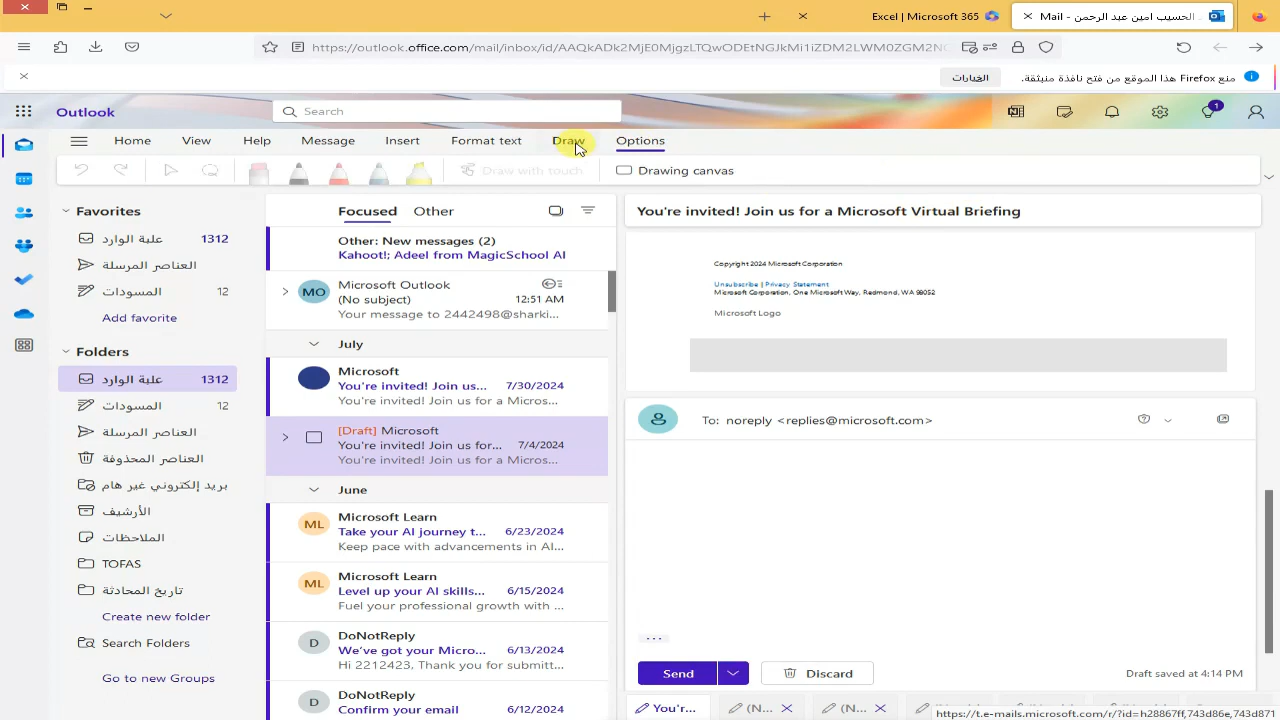 Excel | Microsoft 365
الحسيب امين عبد الرحمن - Mail
https://outlook.office.com/mail/inbox/id/AAQkADk2MjE0MjgzLTQwODEtNGJkMi1iZDM2LWM0ZGM2NC
منع Firefox هذا الموقع من فتح نافذة منبثقة.
الخيارات
Outlook
Search
1
Home View Help Message Insert Format text Draw Options
Draw with touch
Drawing canvas
Favorites
علبة الوارد 1312
العناصر المرسلة
المسودات 12
Add favorite
Folders
علبة الوارد 1312
المسودات 12
العناصر المرسلة
العناصر المحذوفة
بريد إلكتروني غير هام
الأرشيف
الملاحظات
TOFAS
تاريخ المحادثة
Create new folder
Search Folders
Go to new Groups
Focused Other
Other: New messages (2)
Kahoot!; Adeel from MagicSchool AI
MO
Microsoft Outlook
(No subject) 12:51 AM
Your message to 2442498@sharki...
July
Microsoft
You're invited! Join us... 7/30/2024
You're invited! Join us for a Micros...
[Draft] Microsoft
You're invited! Join us for... 7/4/2024
You're invited! Join us for a Micros...
June
ML
Microsoft Learn
Take your AI journey t... 6/23/2024
Keep pace with advancements in AI...
ML
Microsoft Learn
Level up your AI skills... 6/15/2024
Fuel your professional growth with ...
D
DoNotReply
We've got your Micro... 6/13/2024
Hi 2212423, Thank you for submitt...
D
DoNotReply
Confirm your email 6/12/2024
You're invited! Join us for a Microsoft Virtual Briefing
Copyright 2024 Microsoft Corporation
Unsubscribe | Privacy Statement
Microsoft Corporation, One Microsoft Way, Redmond, WA 98052
Microsoft Logo
To: noreply <replies@microsoft.com>
...
Send
Discard
Draft saved at 4:14 PM
You'r...
(N...
(N...
https://t.e-mails.microsoft.com/r/?id=h28867ff,743d86e,743d871